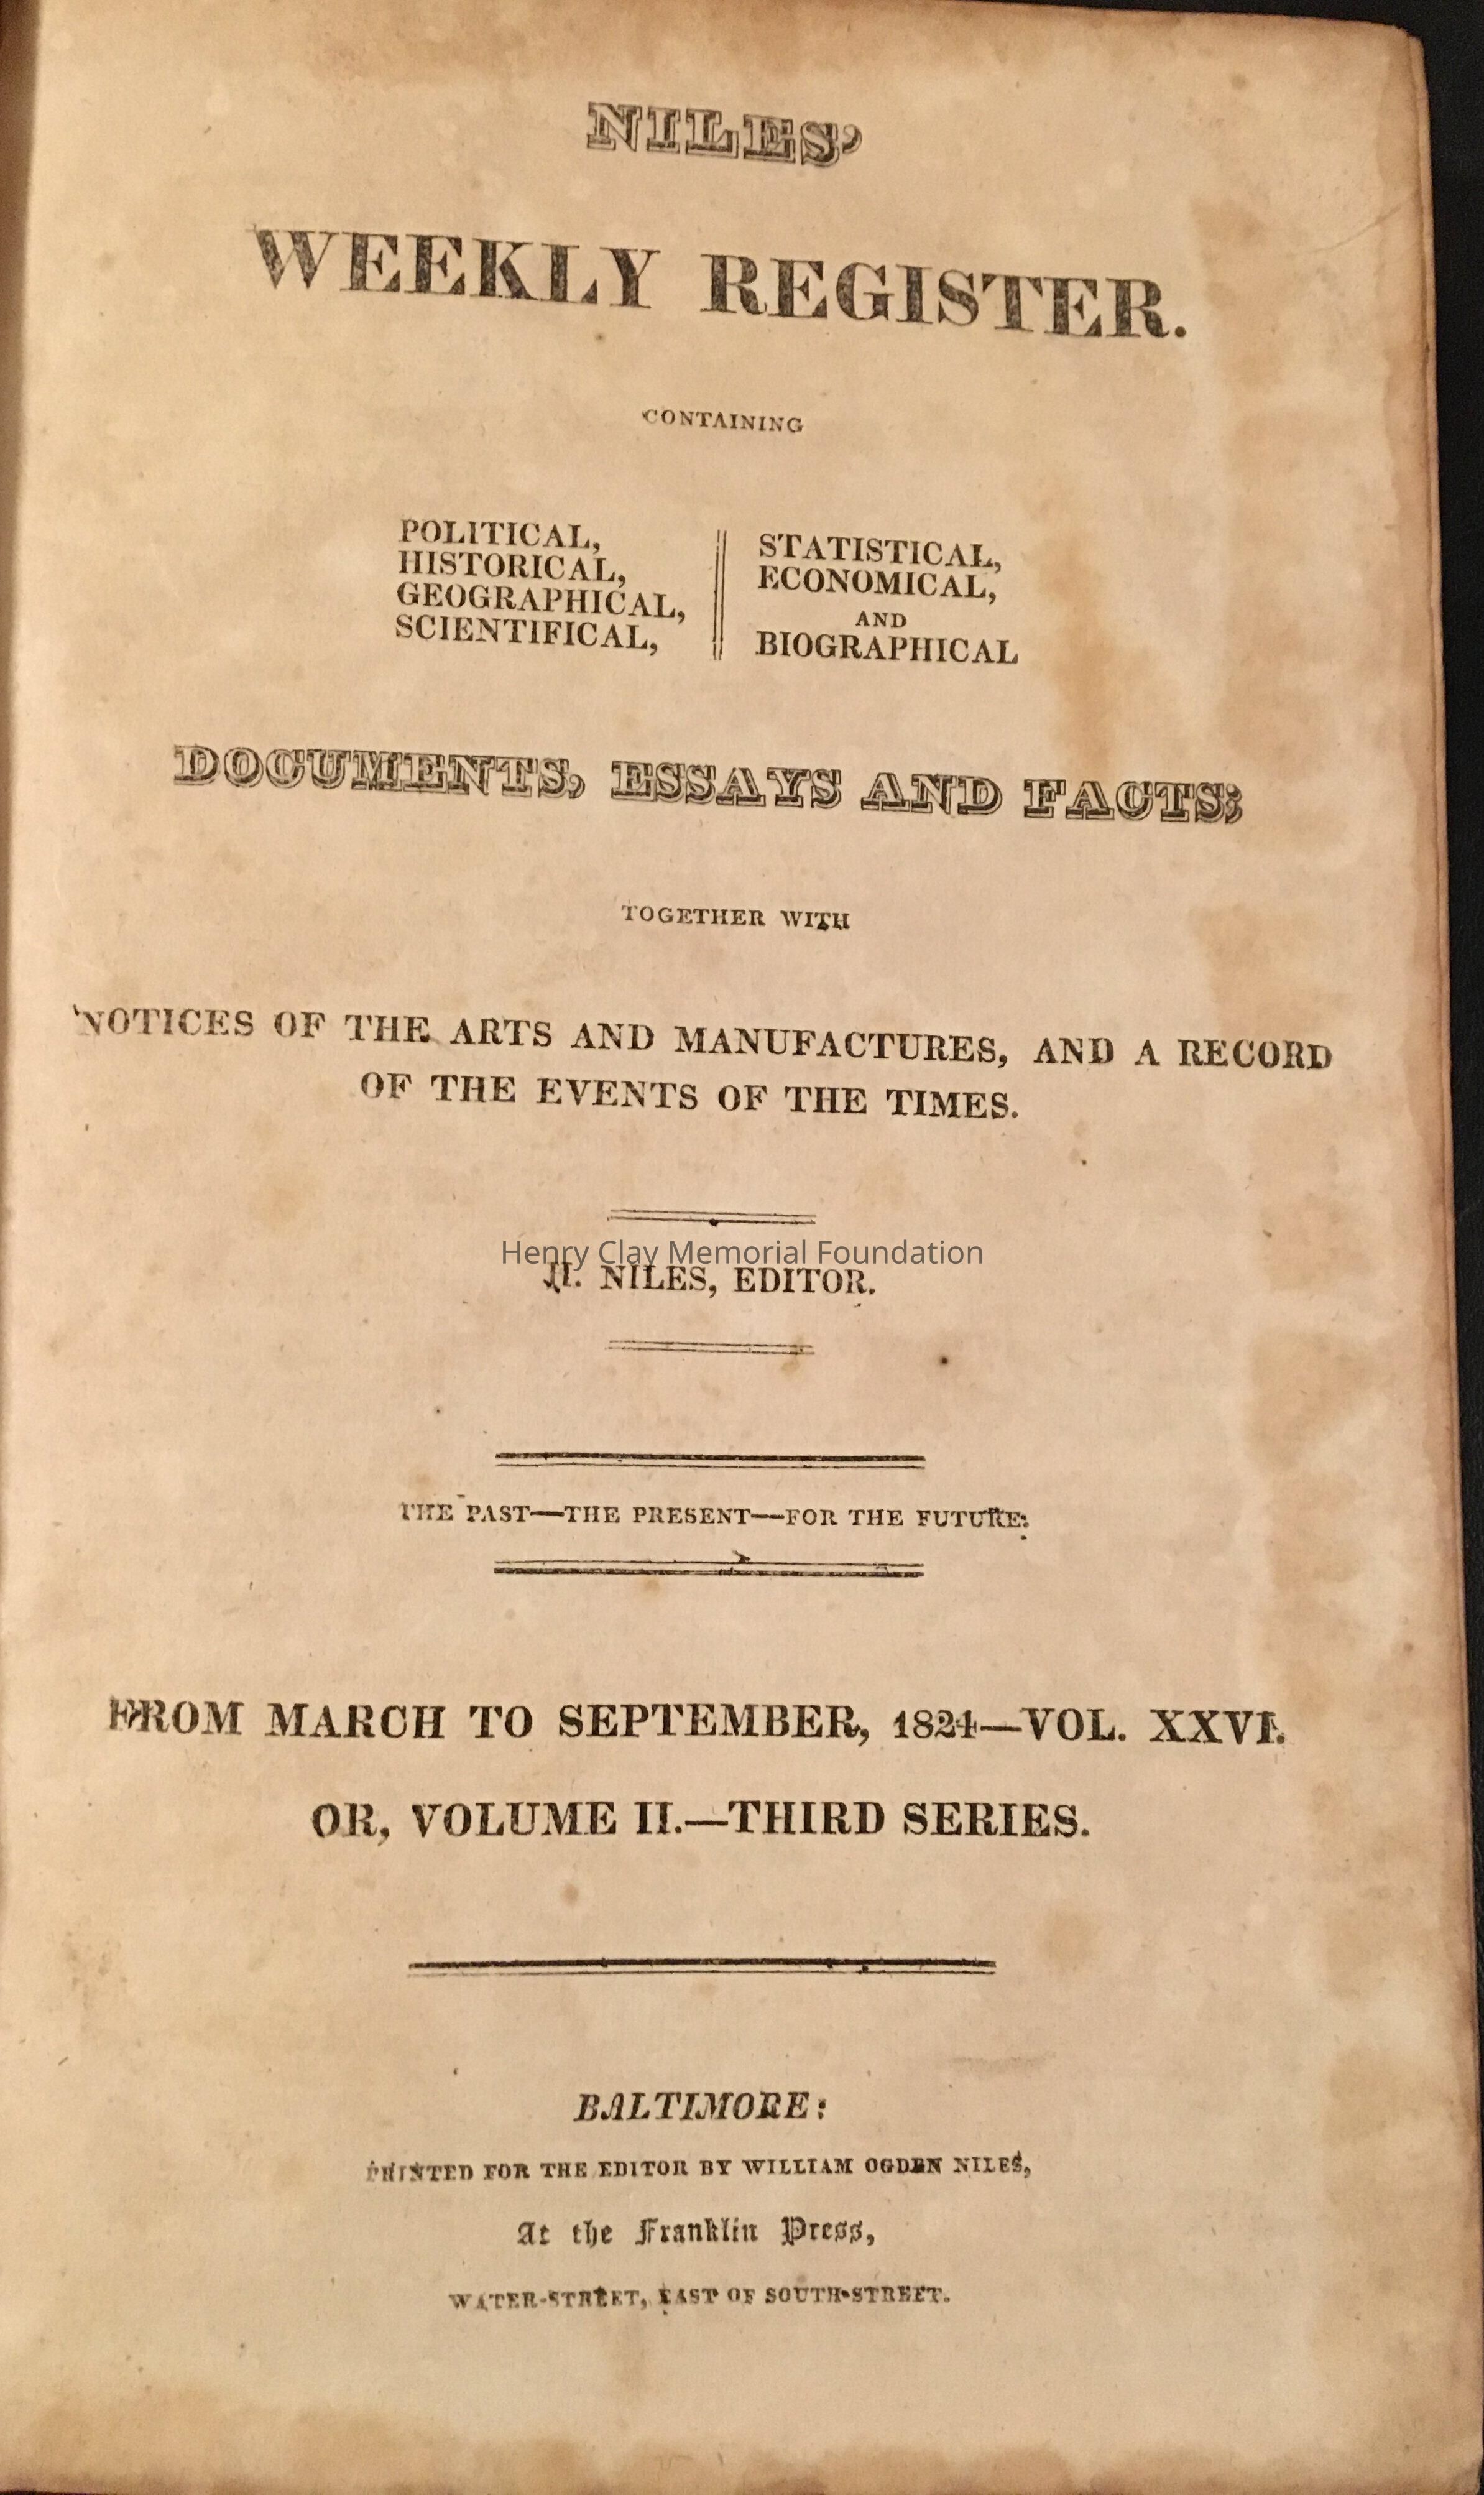 NILES'
WEEKLY REGISTER.
CONTAINING
POLITICAL,
HISTORICAL,
GEOGRAPHICAL,
SCIENTIFICAL,
STATISTICAL,
ECONOMICAL,
AND
BIOGRAPHICAL
DOCUMENTS, ESSAYS AND FACTS;
TOGETHER WITH
NOTICES OF THE ARTS AND MANUFACTURES, AND A RECORD
OF THE EVENTS OF THE TIMES.
Henry Clay Memorial Foundation
H. NILES, EDITOR.
THE PAST—THE PRESENT—FOR THE FUTURE:
FROM MARCH TO SEPTEMBER, 1824—VOL. XXVI.
OR, VOLUME II.—THIRD SERIES.
BALTIMORE:
PRINTED FOR THE EDITOR BY WILLIAM OGDEN NILES,
At the Franklin Press,
WATER-STREET, EAST OF SOUTH-STREET.